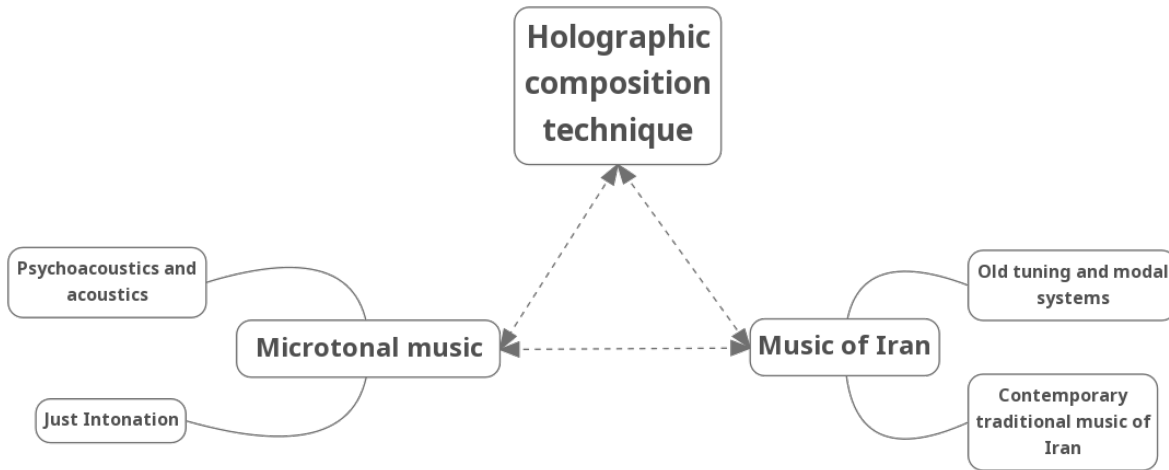 Holographic
composition
technique
Psychoacoustics and
acoustics
Microtonal music
Just Intonation
Music of Iran
Old tuning and modal
systems
Contemporary
traditional music of
Iran